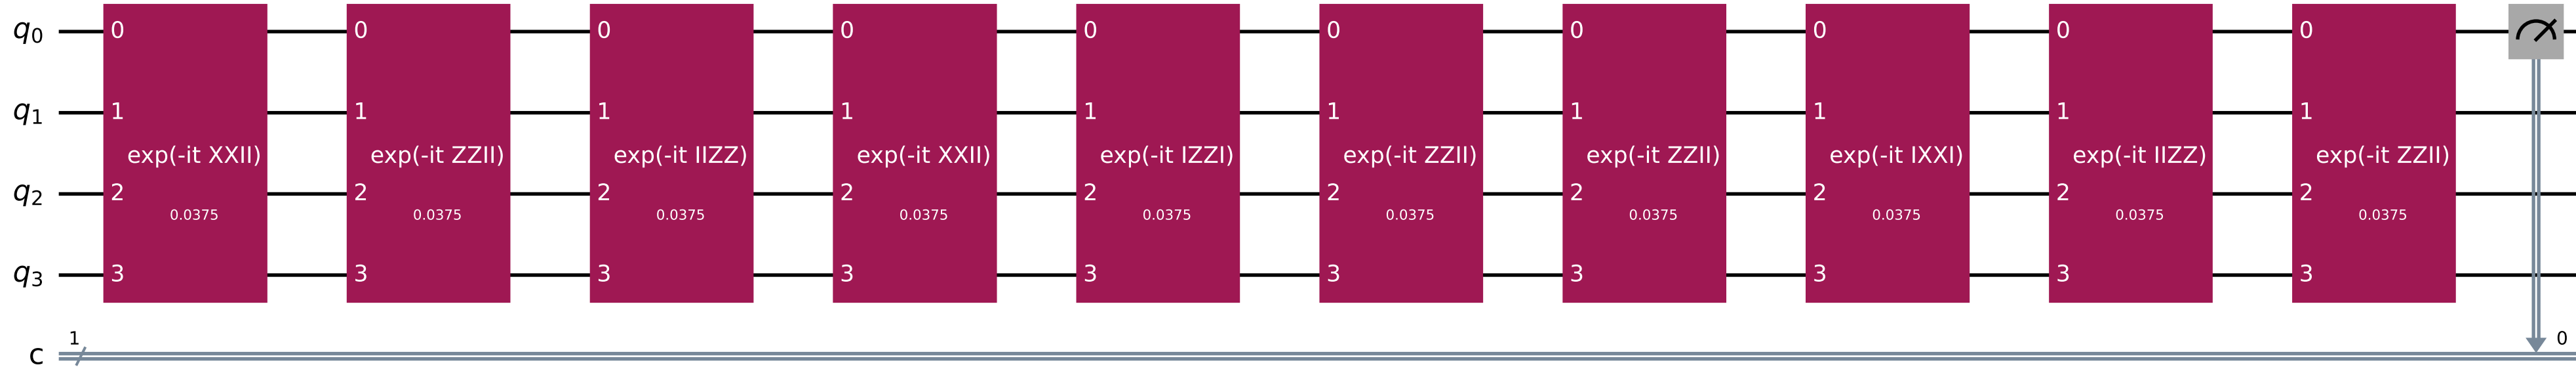 q0 0 0 0 0 0 0 0 0 0 0
q1 1 1 1 1 1 1 1 1 1 1
exp(-it XXII) exp(-it ZZII) exp(-it IIZZ) exp(-it XXII) exp(-it IZZI) exp(-it ZZII) exp(-it ZZII) exp(-it IXXI) exp(-it IIZZ) exp(-it ZZII)
q2 2 2 2 2 2 2 2 2 2 2
0.0375 0.0375 0.0375 0.0375 0.0375 0.0375 0.0375 0.0375 0.0375 0.0375
q3 3 3 3 3 3 3 3 3 3 3
1 0
c